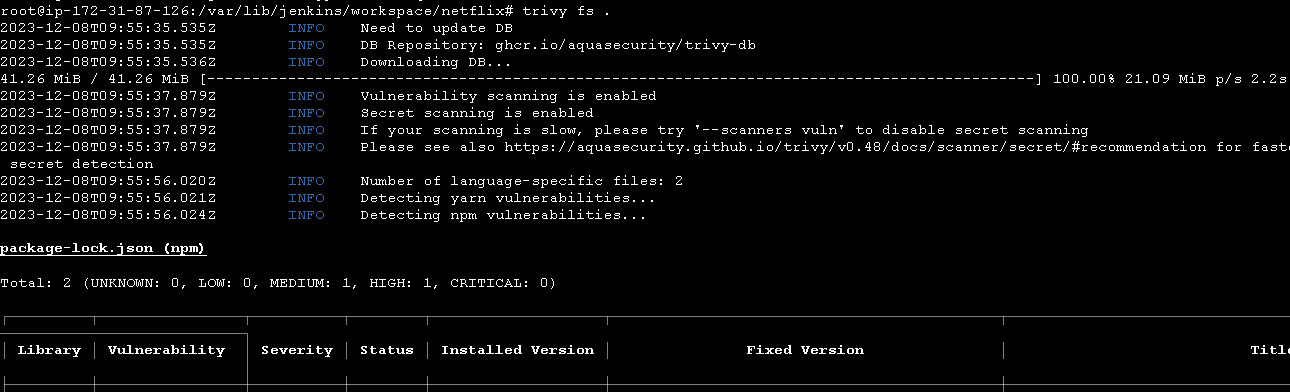 root@ip-172-31-87-126:/var/lib/jenkins/workspace/netflix# trivy fs .
2023-12-08T09:55:35.535Z INFO Need to update DB
2023-12-08T09:55:35.535Z INFO DB Repository: ghcr.io/aquasecurity/trivy-db
2023-12-08T09:55:35.536Z INFO Downloading DB...
41.26 MiB / 41.26 MiB [---------------------------------------------------------------------------------------------] 100.00% 21.09 MiB p/s 2.2s
2023-12-08T09:55:37.879Z INFO Vulnerability scanning is enabled
2023-12-08T09:55:37.879Z INFO Secret scanning is enabled
2023-12-08T09:55:37.879Z INFO If your scanning is slow, please try '--scanners vuln' to disable secret scanning
2023-12-08T09:55:37.879Z INFO Please see also https://aquasecurity.github.io/trivy/v0.48/docs/scanner/secret/#recommendation for faste
secret detection
2023-12-08T09:55:56.020Z INFO Number of language-specific files: 2
2023-12-08T09:55:56.021Z INFO Detecting yarn vulnerabilities...
2023-12-08T09:55:56.024Z INFO Detecting npm vulnerabilities...
package-lock.json (npm)
Total: 2 (UNKNOWN: 0, LOW: 0, MEDIUM: 1, HIGH: 1, CRITICAL: 0)
Library Vulnerability Severity Status Installed Version Fixed Version Title